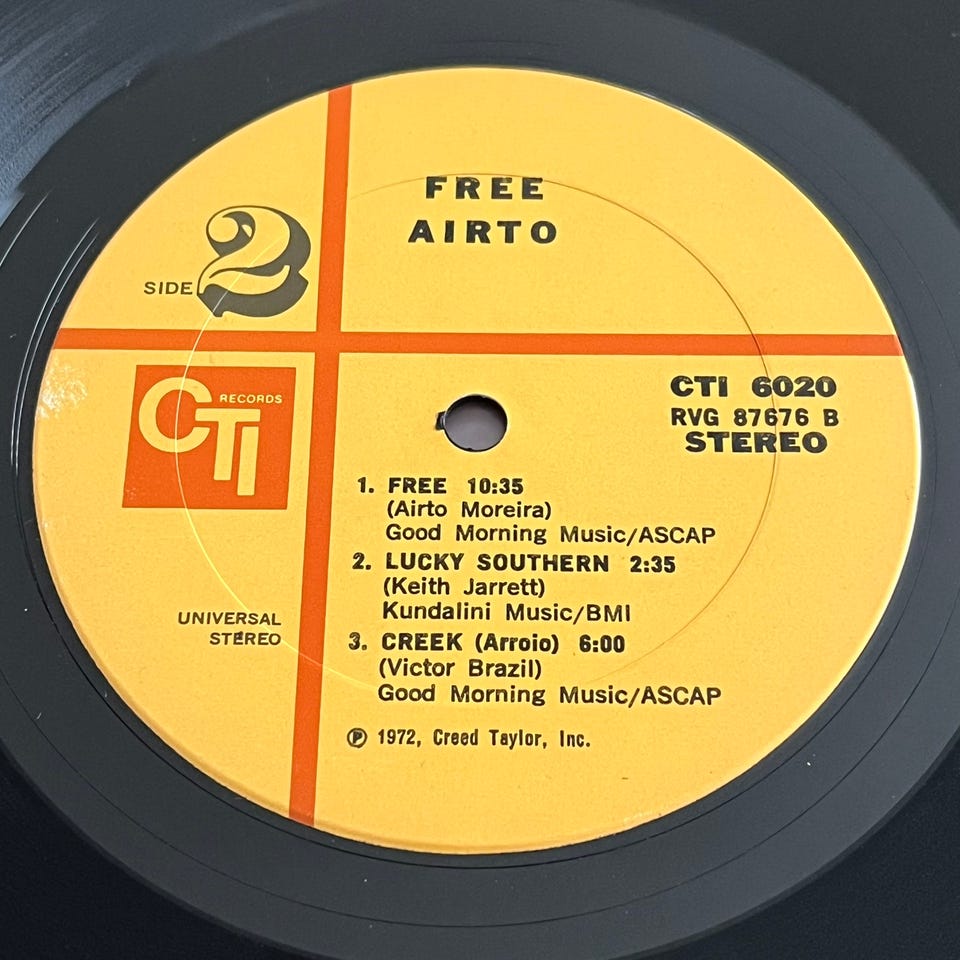 FREE
AIRTO
SIDE 2
CTI RECORDS
CTI 6020
RVG 87676 B
STEREO
1. FREE 10:35
(Airto Moreira)
Good Morning Music/ASCAP
2. LUCKY SOUTHERN 2:35
(Keith Jarrett)
Kundalini Music/BMI
3. CREEK (Arroio) 6:00
(Victor Brazil)
Good Morning Music/ASCAP
UNIVERSAL
STEREO
℗ 1972, Creed Taylor, Inc.